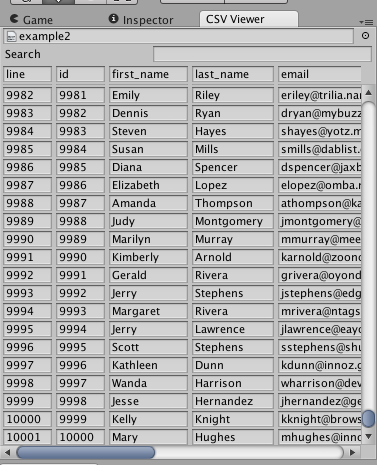 Game Inspector CSV Viewer
example2
Search
line id first_name last_name email
9982 9981 Emily Riley eriley@trilia.na
9983 9982 Dennis Ryan dryan@mybuzz
9984 9983 Steven Hayes shayes@yotz.m
9985 9984 Susan Mills smills@dablist.
9986 9985 Diana Spencer dspencer@jaxb
9987 9986 Elizabeth Lopez elopez@omba.
9988 9987 Amanda Thompson athompson@ka
9989 9988 Judy Montgomery jmontgomery@
9990 9989 Marilyn Murray mmurray@mee
9991 9990 Kimberly Arnold karnold@zoono
9992 9991 Gerald Rivera grivera@oyond
9993 9992 Jerry Stephens jstephens@edg
9994 9993 Margaret Rivera mrivera@ntags
9995 9994 Jerry Lawrence jlawrence@eayo
9996 9995 Scott Stephens sstephens@shu
9997 9996 Kathleen Dunn kdunn@innoz.g
9998 9997 Wanda Harrison wharrison@dev
9999 9998 Jesse Hernandez jhernandez@ge
10000 9999 Kelly Knight kknight@brows
10001 10000 Mary Hughes mhughes@inno